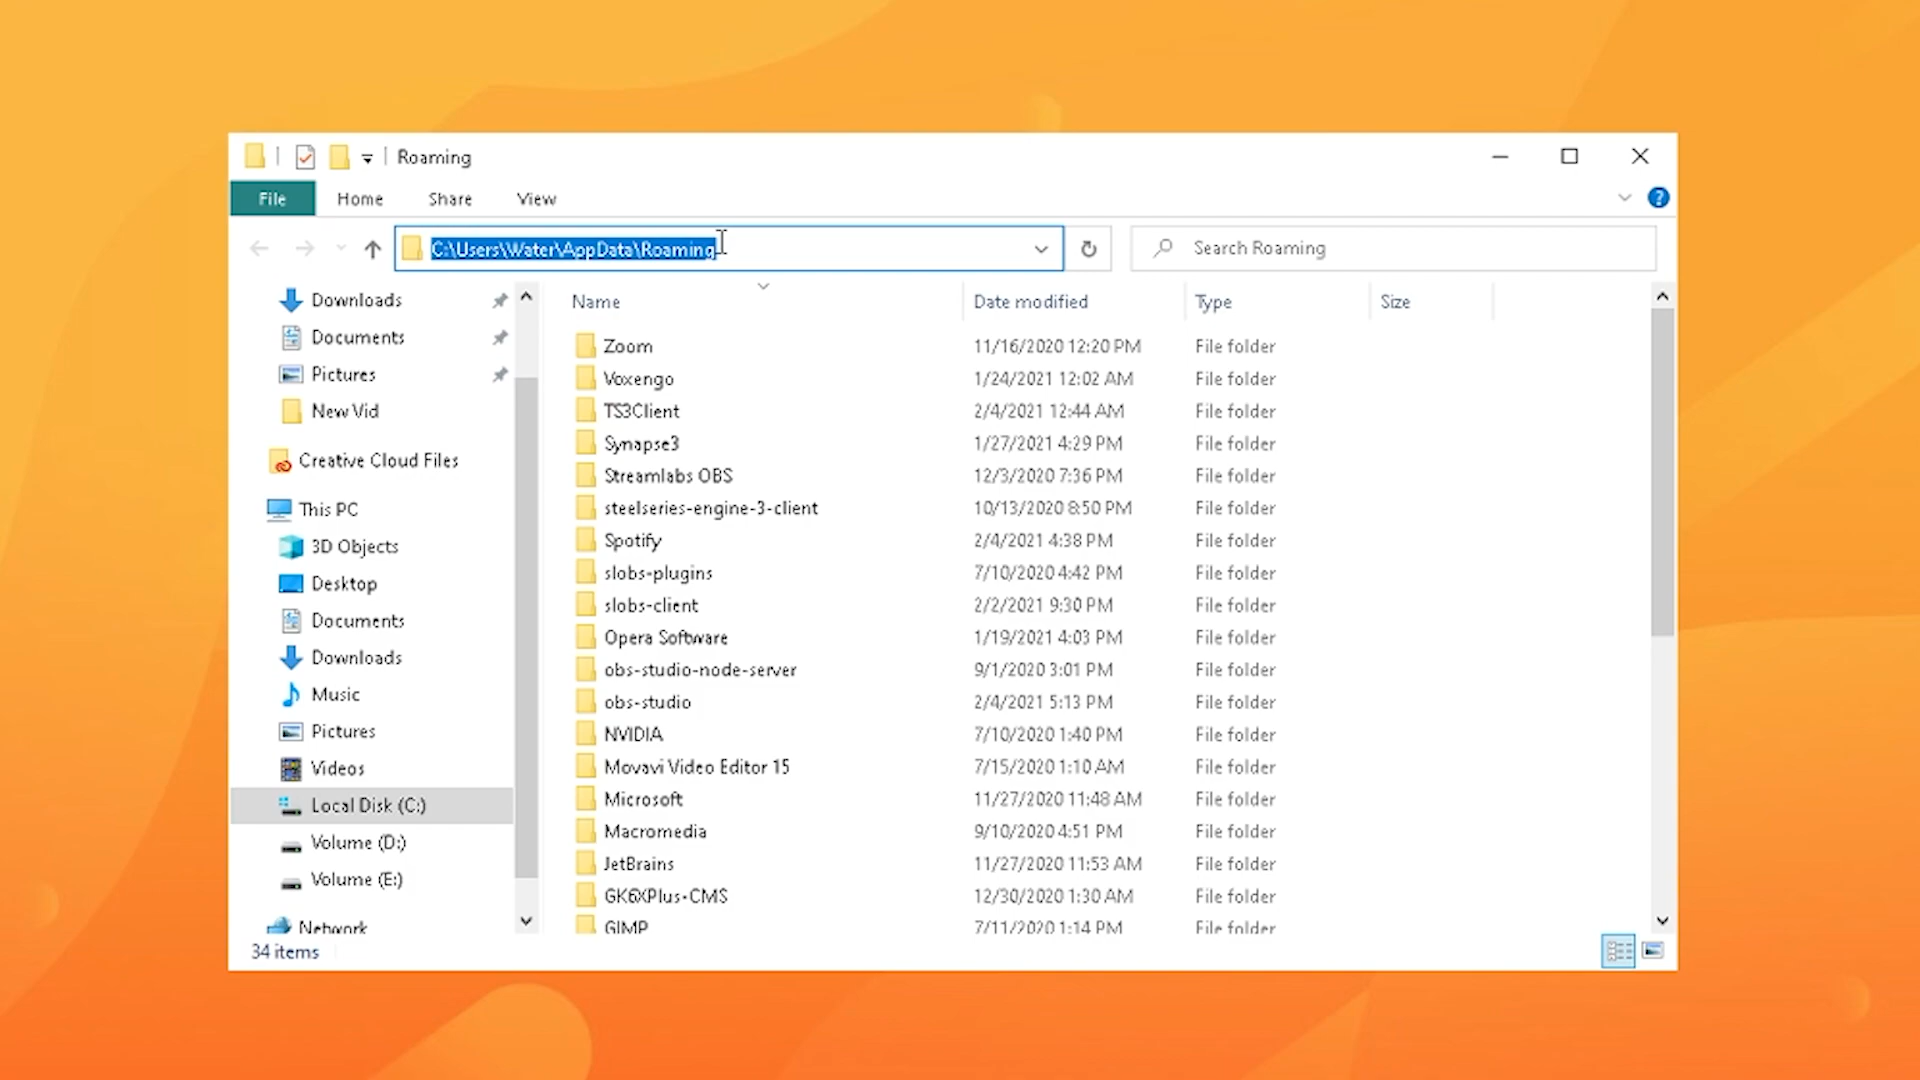 Roaming
File Home Share View
C:\Users\Water\AppData\Roaming
Search Roaming
Downloads
Documents
Pictures
New Vid
Creative Cloud Files
This PC
3D Objects
Desktop
Documents
Downloads
Music
Pictures
Videos
Local Disk (C:)
Volume (D:)
Volume (E:)
Network
Name Date modified Type Size
Zoom 11/16/2020 12:20 PM File folder
Voxengo 1/24/2021 12:02 AM File folder
TS3Client 2/4/2021 12:44 AM File folder
Synapse3 1/27/2021 4:29 PM File folder
Streamlabs OBS 12/3/2020 7:36 PM File folder
steelseries-engine-3-client 10/13/2020 8:50 PM File folder
Spotify 2/4/2021 4:38 PM File folder
slobs-plugins 7/10/2020 4:42 PM File folder
slobs-client 2/2/2021 9:30 PM File folder
Opera Software 1/19/2021 4:03 PM File folder
obs-studio-node-server 9/1/2020 3:01 PM File folder
obs-studio 2/4/2021 5:13 PM File folder
NVIDIA 7/10/2020 1:40 PM File folder
Movavi Video Editor 15 7/15/2020 1:10 AM File folder
Microsoft 11/27/2020 11:48 AM File folder
Macromedia 9/10/2020 4:51 PM File folder
JetBrains 11/27/2020 11:53 AM File folder
GK6XPlus-CMS 12/30/2020 1:30 AM File folder
GIMP 7/11/2020 1:14 PM File folder
34 items